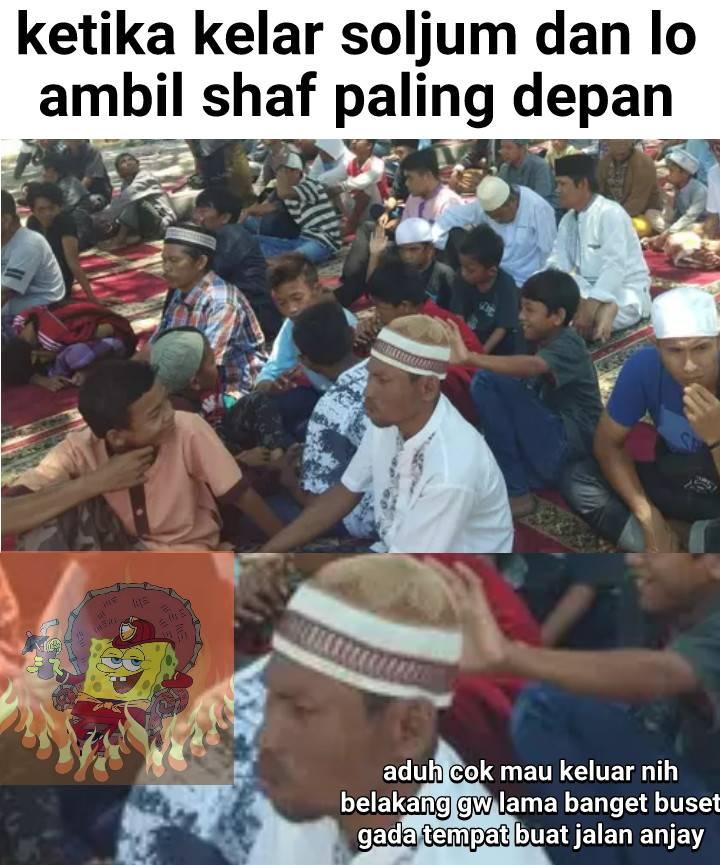 ketika kelar soljum dan lo
ambil shaf paling depan
aduh cok mau keluar nih
belakang gw lama banget buset
gada tempat buat jalan anjay